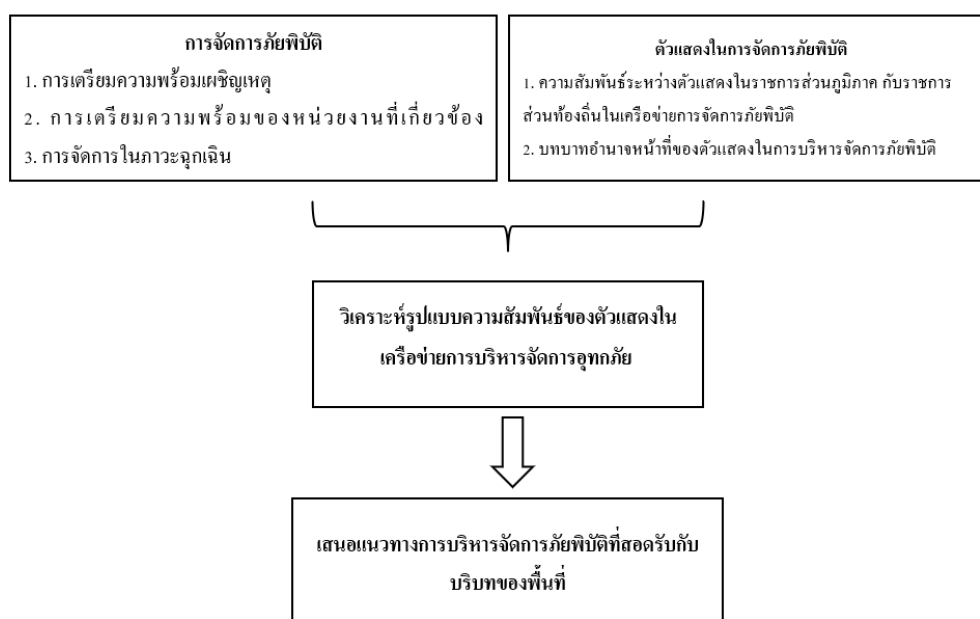 การจัดการภัยพิบัติ
1. การเตรียมความพร้อมเผชิญเหตุ
2. การเตรียมความพร้อมของหน่วยงานที่เกี่ยวข้อง
3. การจัดการในภาวะฉุกเฉิน
ตัวแสดงในการจัดการภัยพิบัติ
1. ความสัมพันธ์ระหว่างตัวแสดงในราชการส่วนภูมิภาค กับราชการ
ส่วนท้องถิ่นในเครือข่ายการจัดการภัยพิบัติ
2. บทบาทอำนาจหน้าที่ของตัวแสดงในการบริหารจัดการภัยพิบัติ
วิเคราะห์รูปแบบความสัมพันธ์ของตัวแสดงใน
เครือข่ายการบริหารจัดการอุทกภัย
เสนอแนวทางการบริหารจัดการภัยพิบัติที่สอดรับกับ
บริบทของพื้นที่